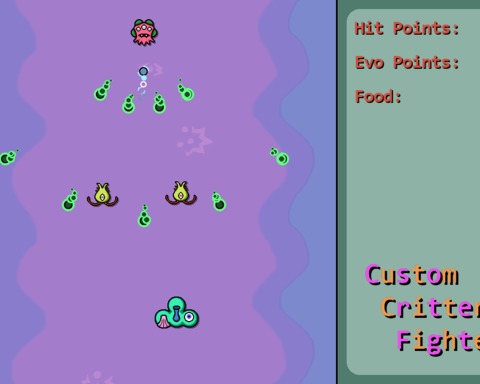 Hit Points:
Evo Points:
Food:
Custom
Critter
Fighte